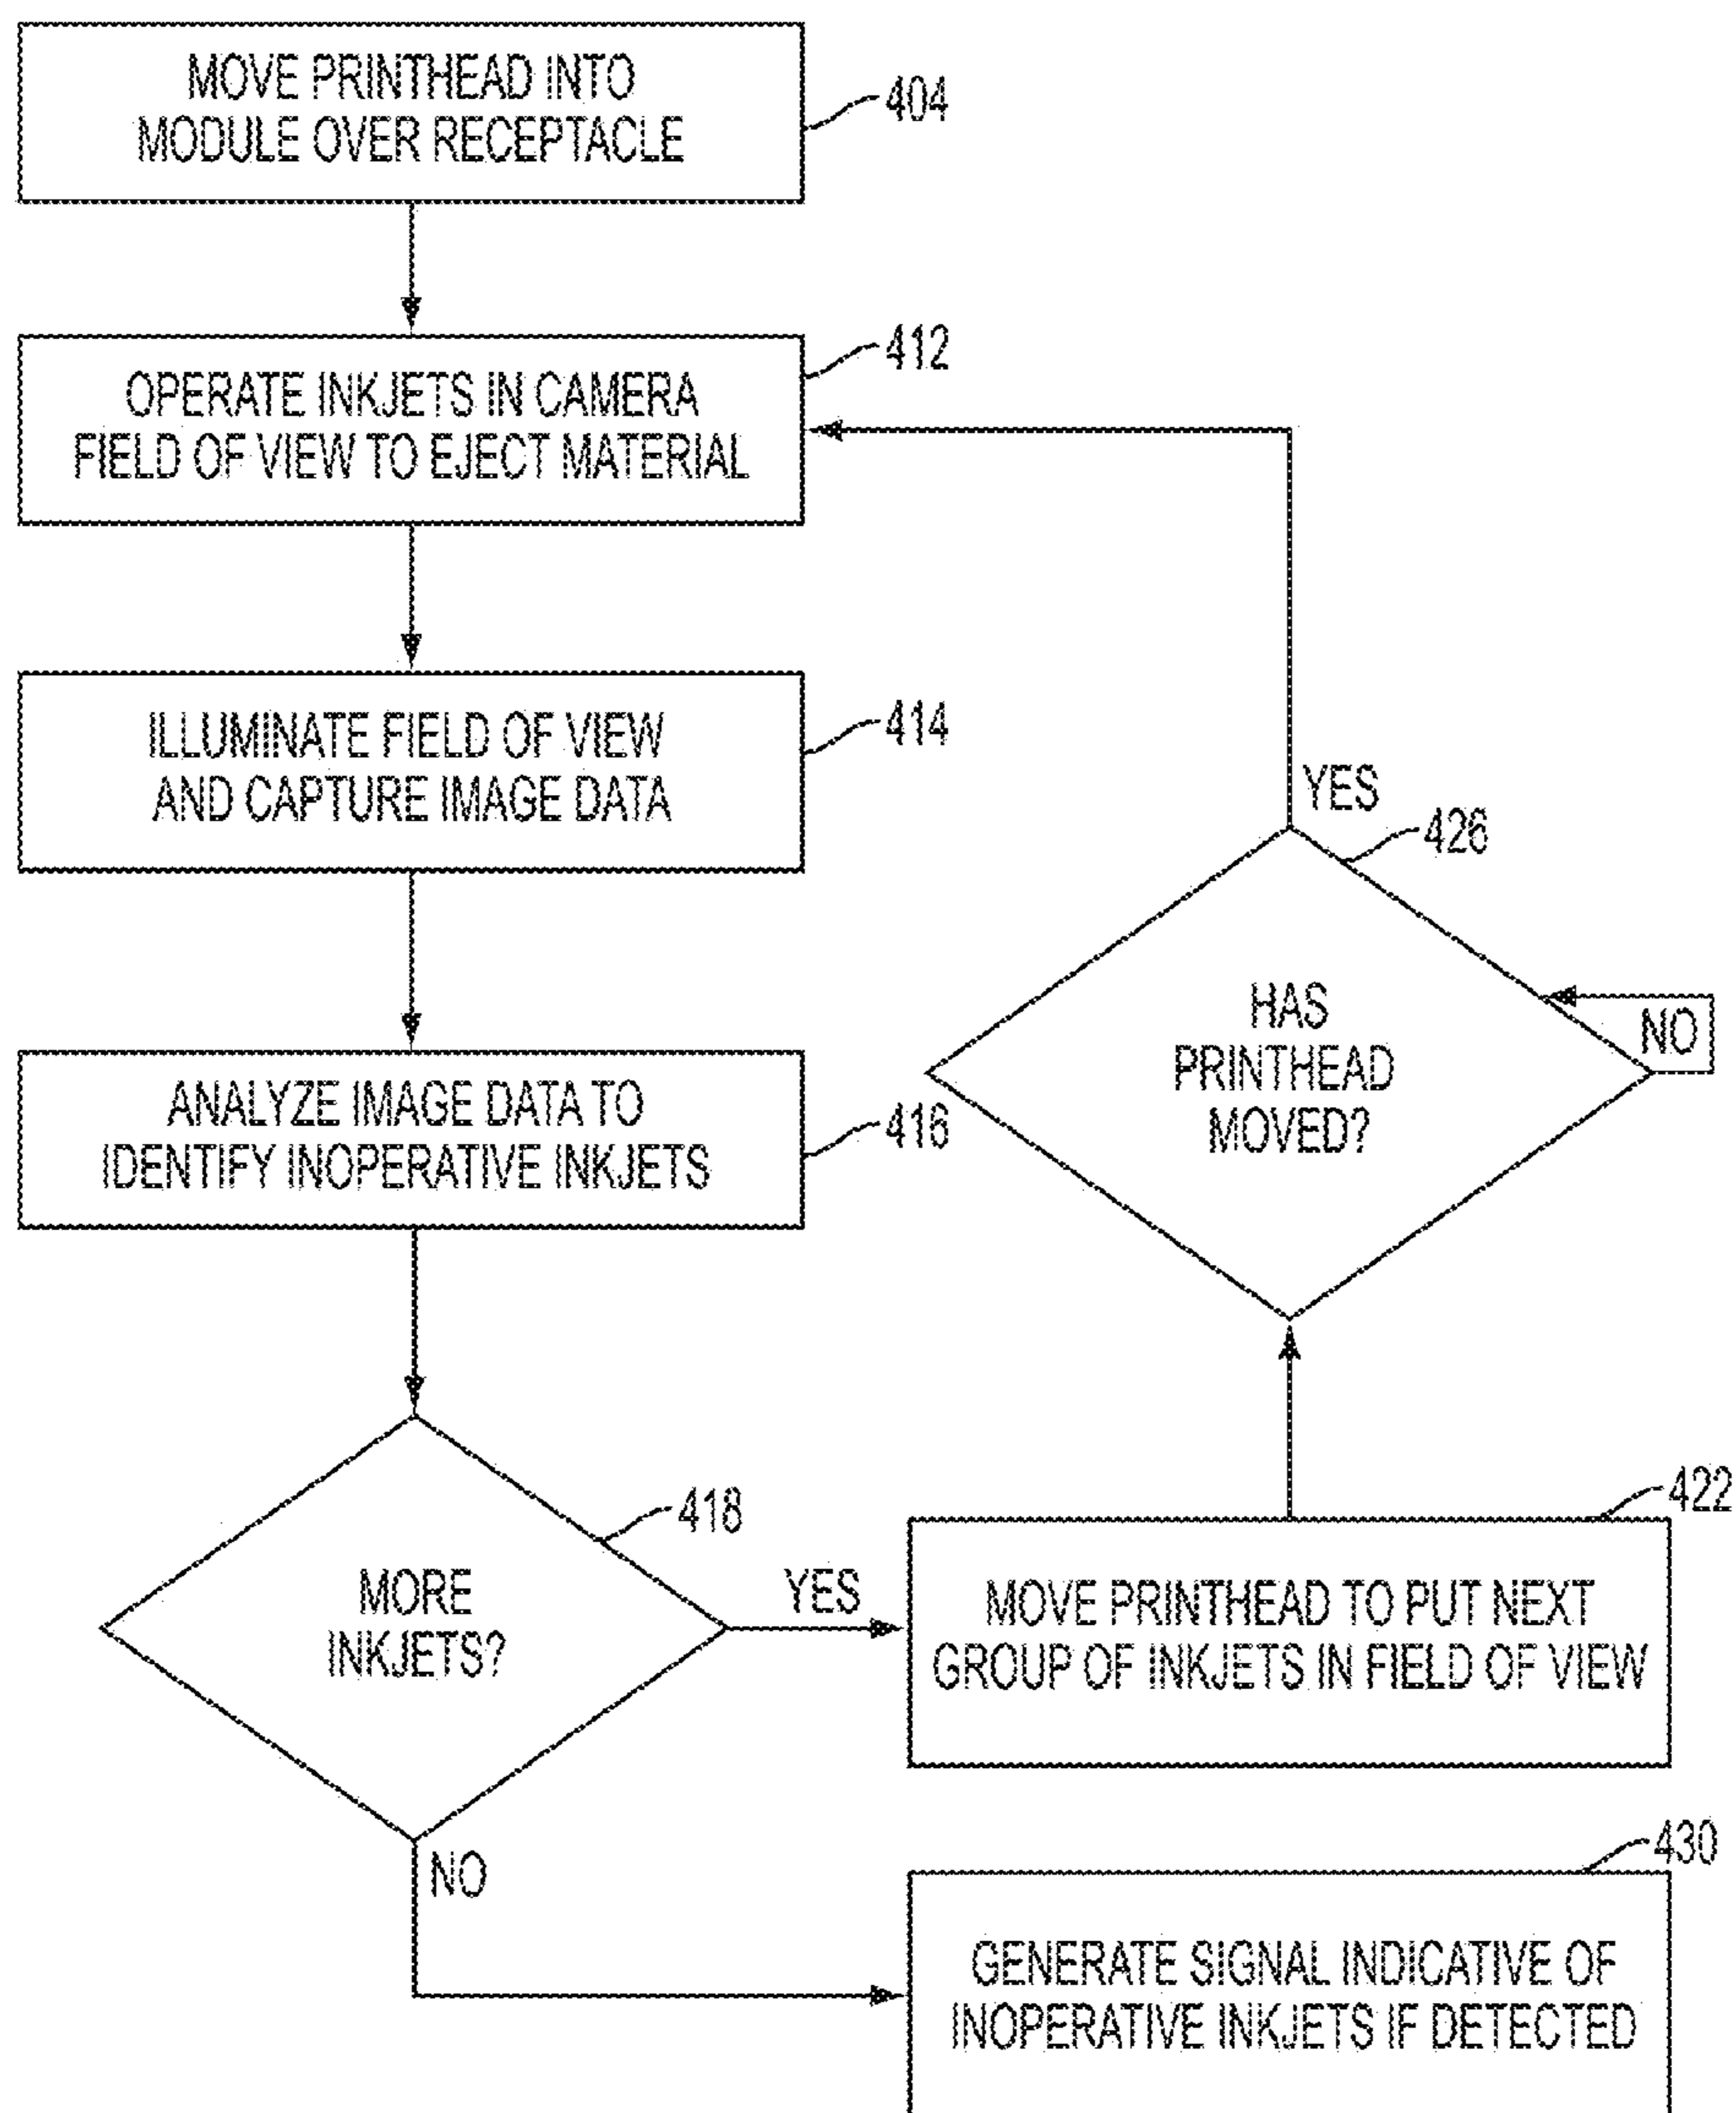 MOVE PRINTHEAD INTO
MODULE OVER RECEPTACLE
404
OPERATE INKJETS IN CAMERA
FIELD OF VIEW TO EJECT MATERIAL
412
ILLUMINATE FIELD OF VIEW
AND CAPTURE IMAGE DATA
414
ANALYZE IMAGE DATA TO
IDENTIFY INOPERATIVE INKJETS
416
MORE
INKJETS?
418
YES
NO
MOVE PRINTHEAD TO PUT NEXT
GROUP OF INKJETS IN FIELD OF VIEW
422
HAS
PRINTHEAD
MOVED?
426
YES
NO
GENERATE SIGNAL INDICATIVE OF
INOPERATIVE INKJETS IF DETECTED
430